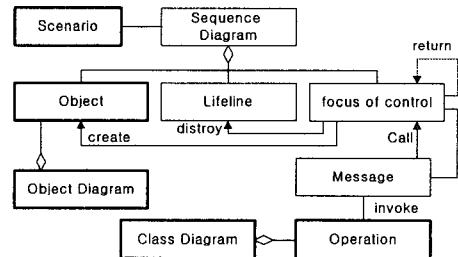 Scenario
Sequence
Diagram
return
Object
Lifeline
focus of control
create
distroy
Call
Object Diagram
Message
invoke
Class Diagram
Operation